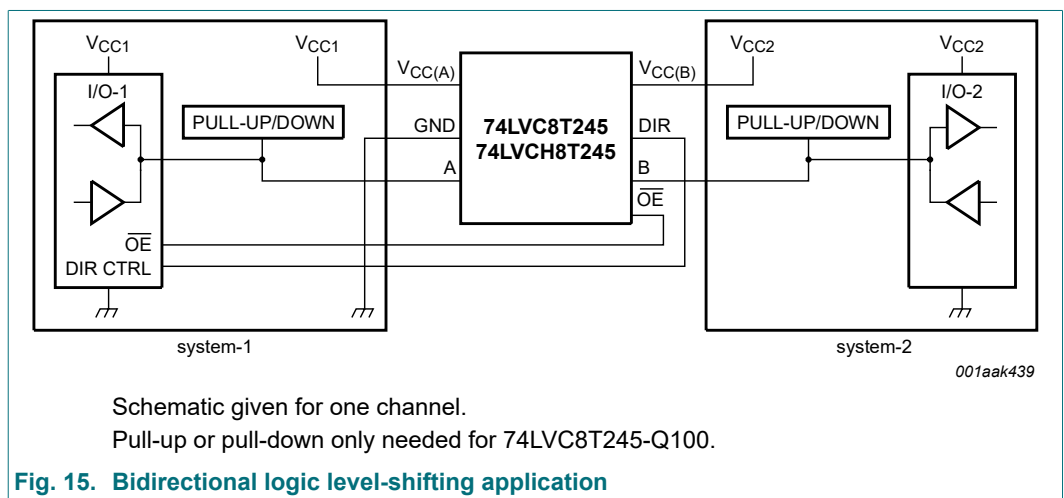 VCC1
VCC1
VCC2
VCC2
VCC(A)
VCC(B)
I/O-1
I/O-2
PULL-UP/DOWN
GND
74LVC8T245
74LVCH8T245
DIR
PULL-UP/DOWN
A
B
OE
OE
DIR CTRL
system-1
system-2
001aak439
Schematic given for one channel.
Pull-up or pull-down only needed for 74LVC8T245-Q100.
Fig. 15. Bidirectional logic level-shifting application